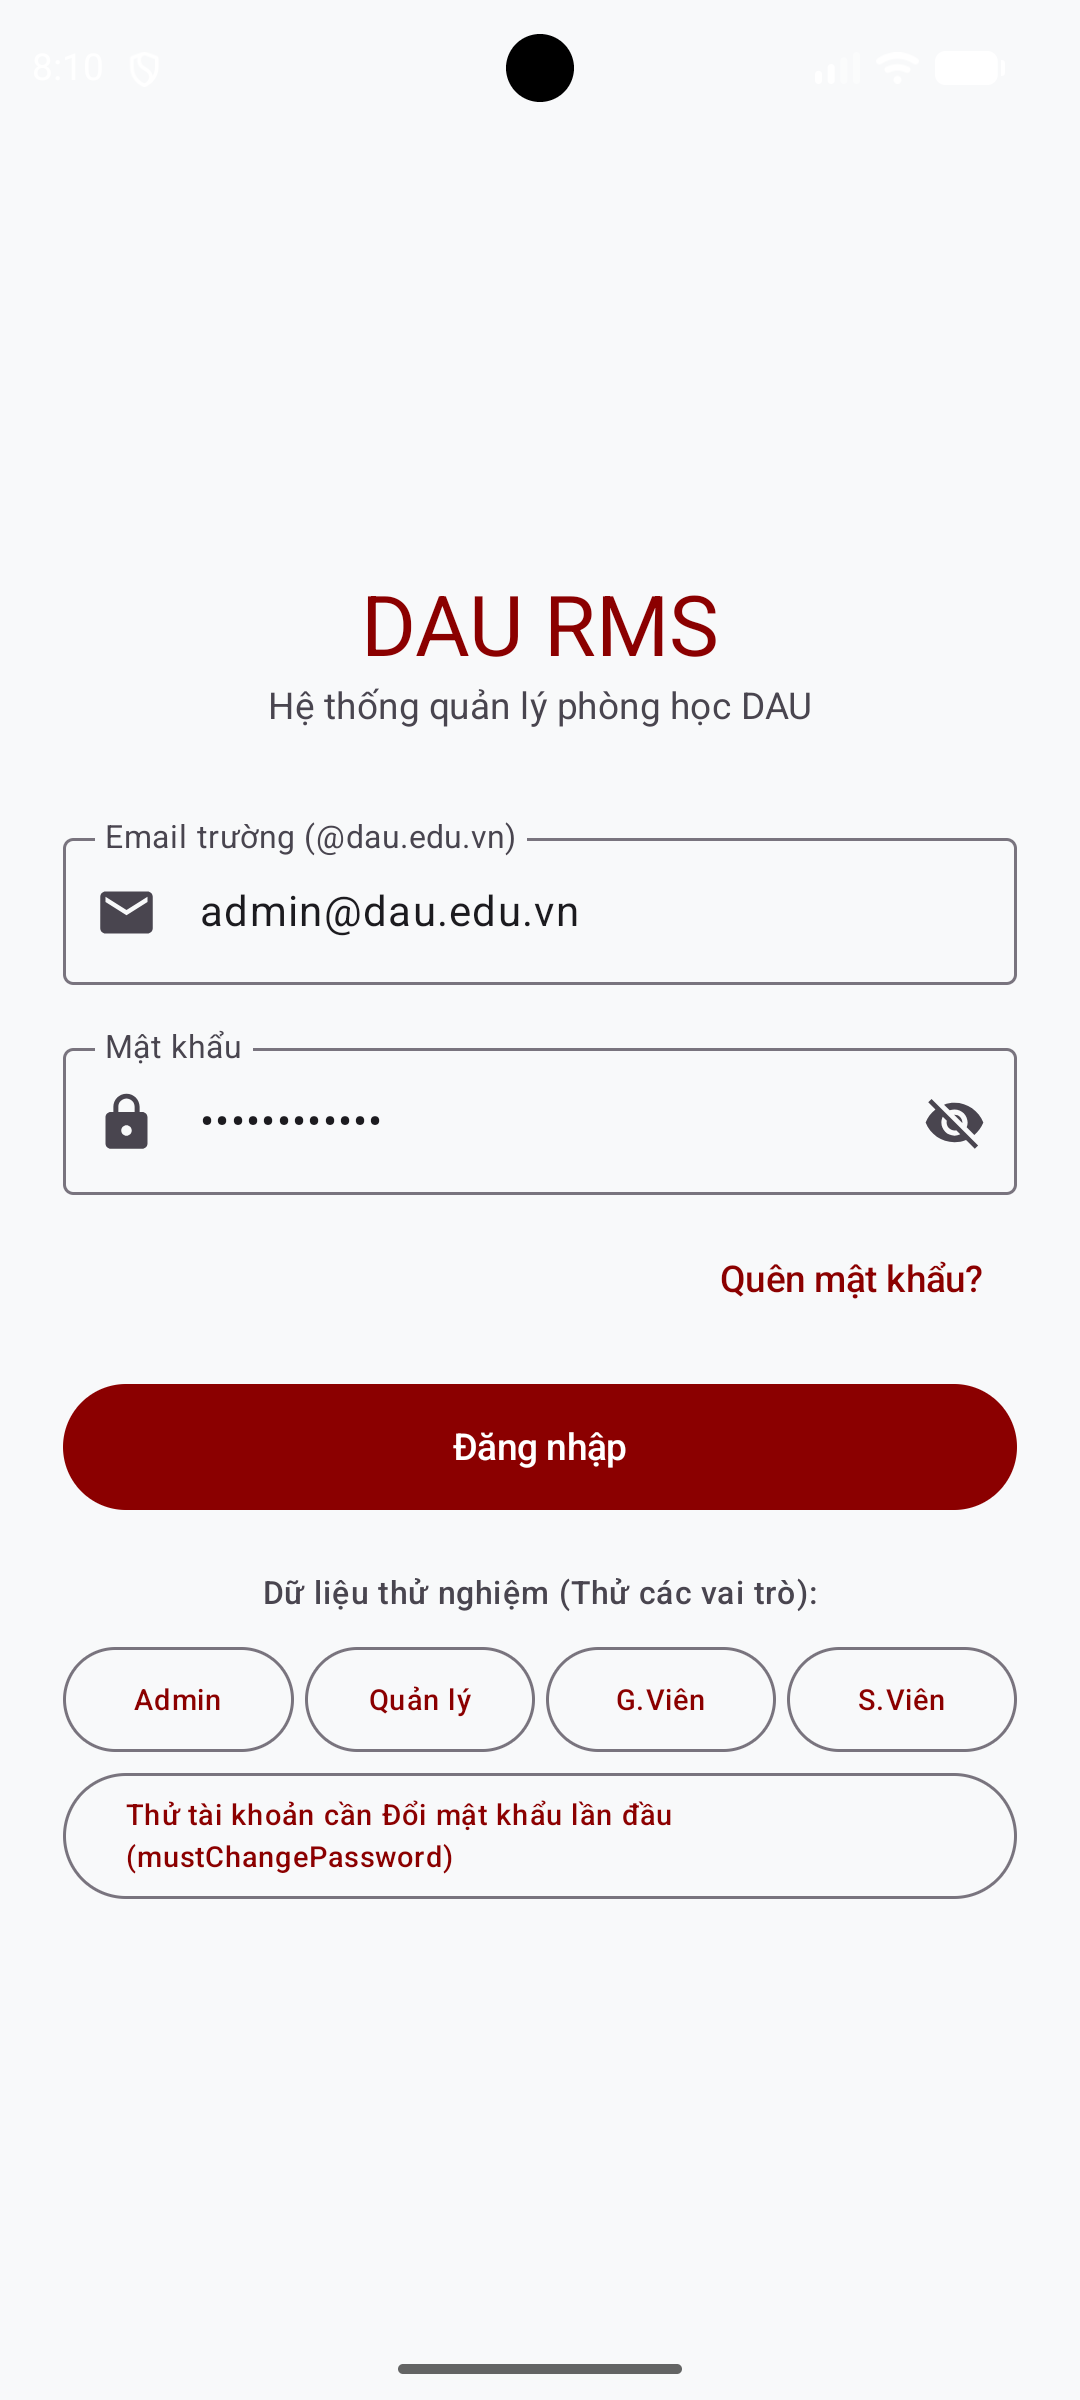 8:10
DAU RMS
Hệ thống quản lý phòng học DAU
Email trường (@dau.edu.vn)
admin@dau.edu.vn
Mật khẩu
••••••••••••
Quên mật khẩu?
Đăng nhập
Dữ liệu thử nghiệm (Thử các vai trò):
Admin
Quản lý
G.Viên
S.Viên
Thử tài khoản cần Đổi mật khẩu lần đầu
(mustChangePassword)